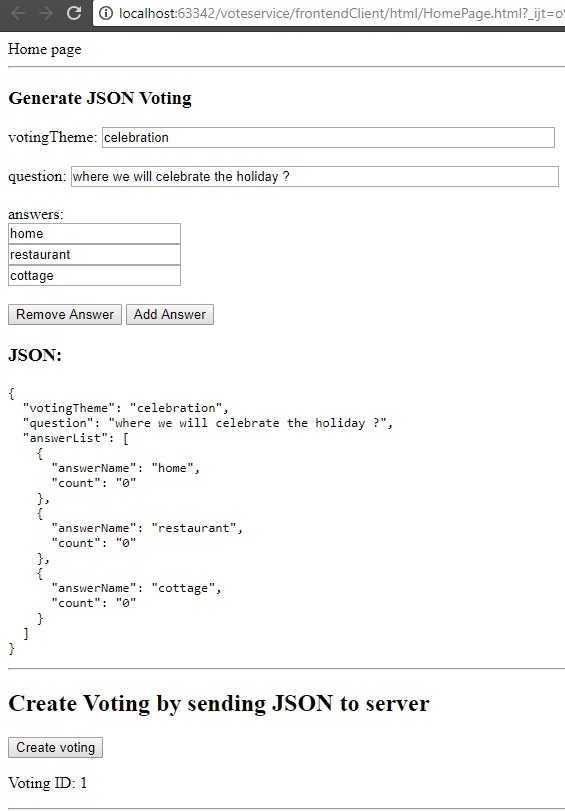 localhost:63342/voteservice/frontendClient/html/HomePage.html?_ijt=o
Home page
Generate JSON Voting
votingTheme: celebration
question: where we will celebrate the holiday ?
answers:
home
restaurant
cottage
Remove Answer Add Answer
JSON:
{
  "votingTheme": "celebration",
  "question": "where we will celebrate the holiday ?",
  "answerList": [
    {
      "answerName": "home",
      "count": "0"
    },
    {
      "answerName": "restaurant",
      "count": "0"
    },
    {
      "answerName": "cottage",
      "count": "0"
    }
  ]
}
Create Voting by sending JSON to server
Create voting
Voting ID: 1